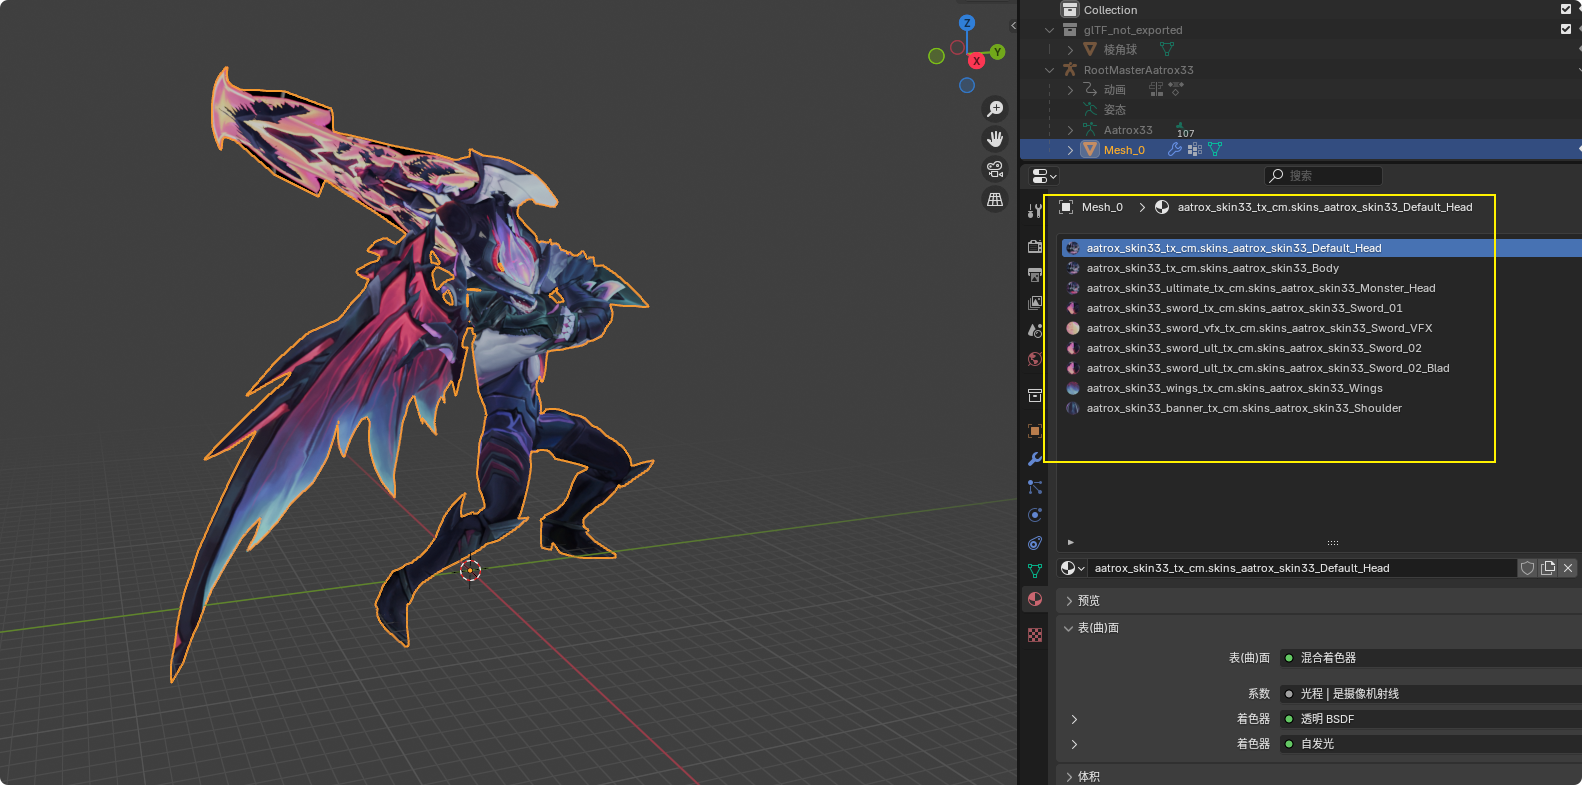 Collection
glTF_not_exported
棱角球
RootMasterAatrox33
动画
姿态
Aatrox33
107
Mesh_0
Z
Y
X
搜索
Mesh_0 > aatrox_skin33_tx_cm.skins_aatrox_skin33_Default_Head
aatrox_skin33_tx_cm.skins_aatrox_skin33_Default_Head
aatrox_skin33_tx_cm.skins_aatrox_skin33_Body
aatrox_skin33_ultimate_tx_cm.skins_aatrox_skin33_Monster_Head
aatrox_skin33_sword_tx_cm.skins_aatrox_skin33_Sword_01
aatrox_skin33_sword_vfx_tx_cm.skins_aatrox_skin33_Sword_VFX
aatrox_skin33_sword_ult_tx_cm.skins_aatrox_skin33_Sword_02
aatrox_skin33_sword_ult_tx_cm.skins_aatrox_skin33_Sword_02_Blad
aatrox_skin33_wings_tx_cm.skins_aatrox_skin33_Wings
aatrox_skin33_banner_tx_cm.skins_aatrox_skin33_Shoulder
aatrox_skin33_tx_cm.skins_aatrox_skin33_Default_Head
预览
表(曲)面
表(曲)面 混合着色器
系数 光程 | 是摄像机射线
着色器 透明 BSDF
着色器 自发光
体积